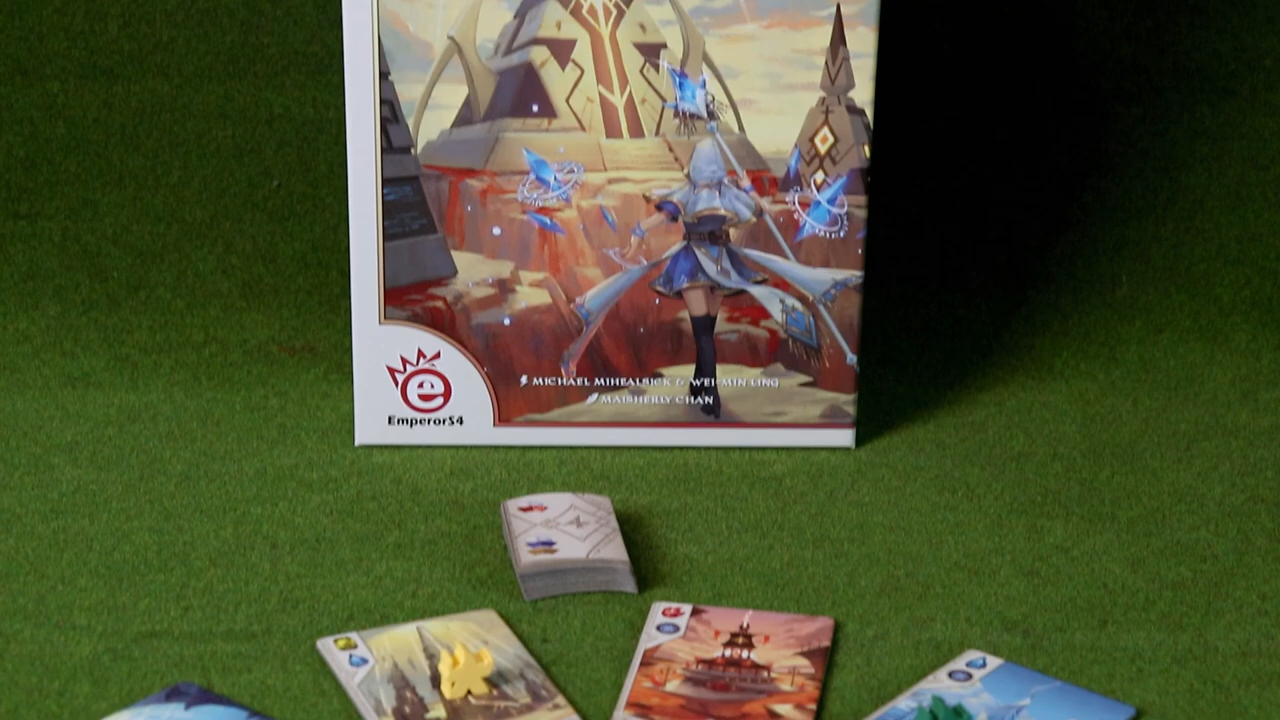 MICHAEL MIHEALSICK & WEI-MIN LING
MAISHERLY CHAN
e
EmperorS4